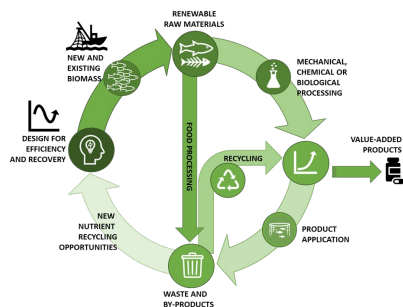 RENEWABLE
RAW MATERIALS
NEW AND
EXISTING
BIOMASS
MECHANICAL,
CHEMICAL OR
BIOLOGICAL
PROCESSING
DESIGN FOR
EFFICIENCY
AND RECOVERY
FOOD PROCESSING
RECYCLING
VALUE-ADDED
PRODUCTS
NEW
NUTRIENT
RECYCLING
OPPORTUNITIES
PRODUCT
APPLICATION
WASTE AND
BY-PRODUCTS